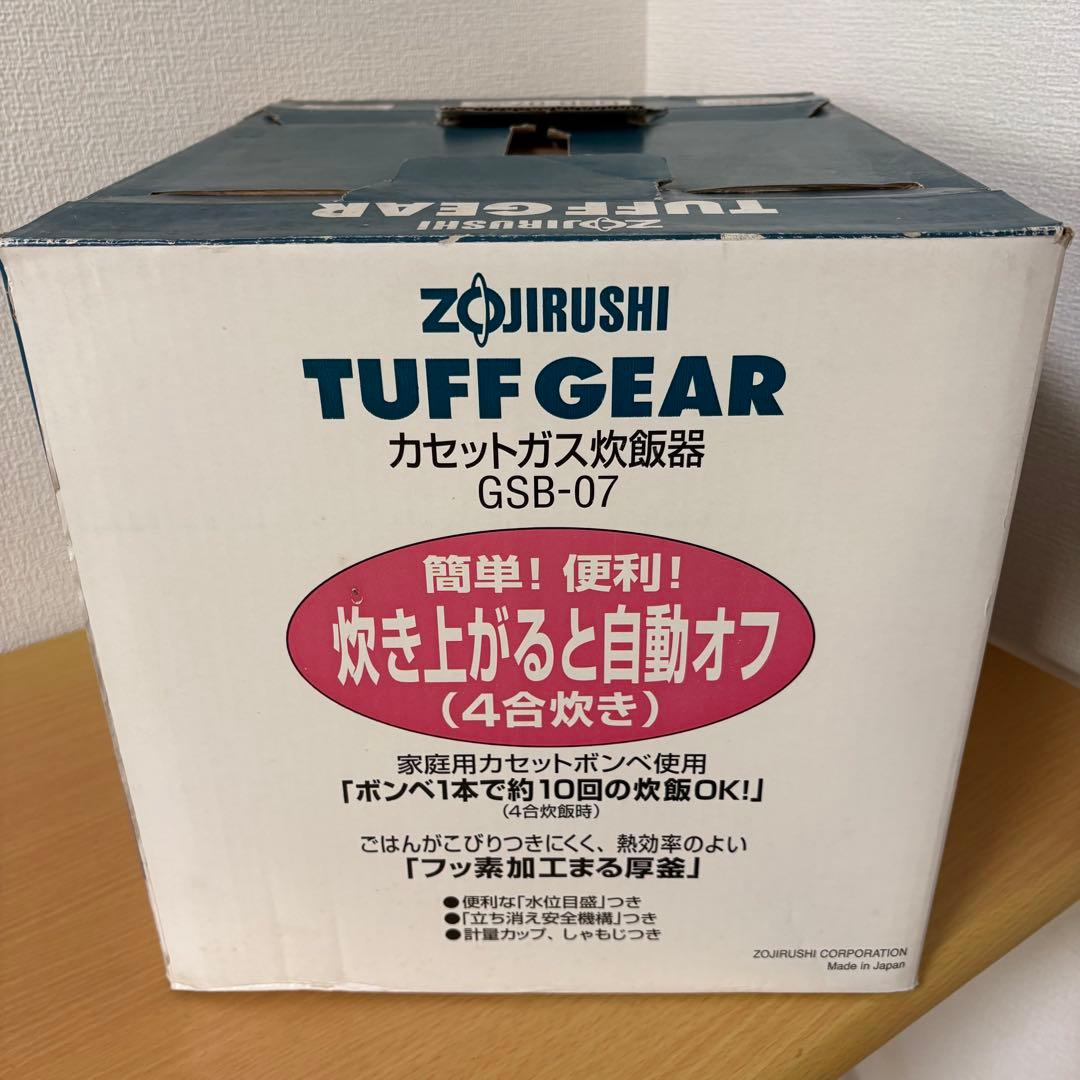 ZOJIRUSHI
TUFF GEAR
ZOJIRUSHI
TUFF GEAR
カセットガス炊飯器
GSB-07
簡単！便利！
炊き上がると自動オフ
(4合炊き)
家庭用カセットボンベ使用
「ボンベ1本で約10回の炊飯OK!」
(4合炊飯時)
ごはんがこびりつきにくく、熱効率のよい
「フッ素加工まる厚釜」
●便利な「水位目盛」つき
●「立ち消え安全機構」つき
●計量カップ、しゃもじつき
ZOJIRUSHI CORPORATION
Made in Japan